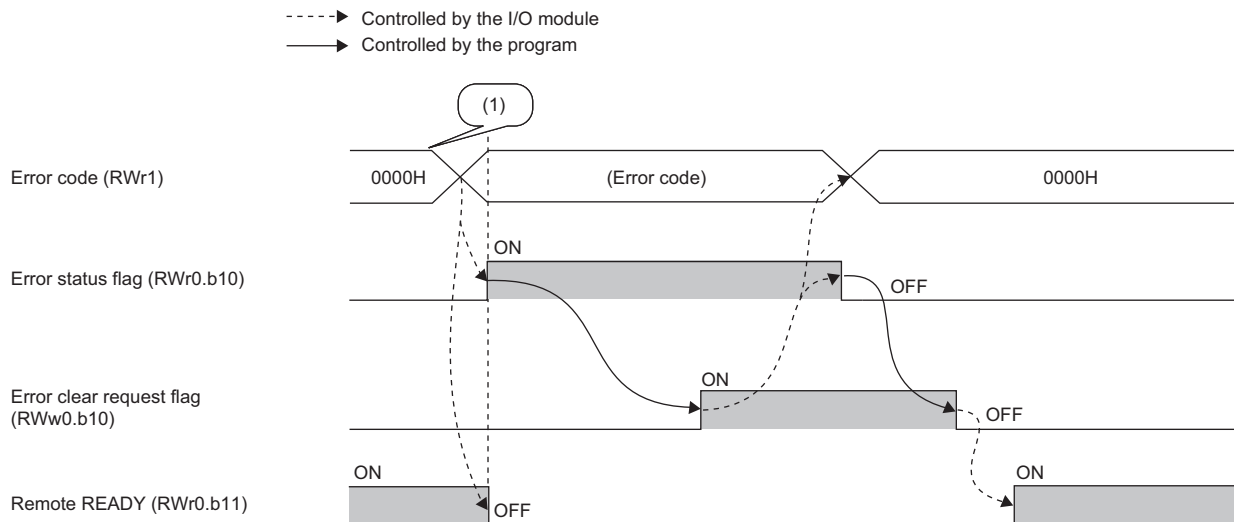 Controlled by the I/O module
Controlled by the program
(1)
Error code (RWr1)
0000H
(Error code)
0000H
ON
Error status flag (RWr0.b10)
OFF
ON
Error clear request flag
(RWw0.b10)
OFF
ON
ON
Remote READY (RWr0.b11)
OFF